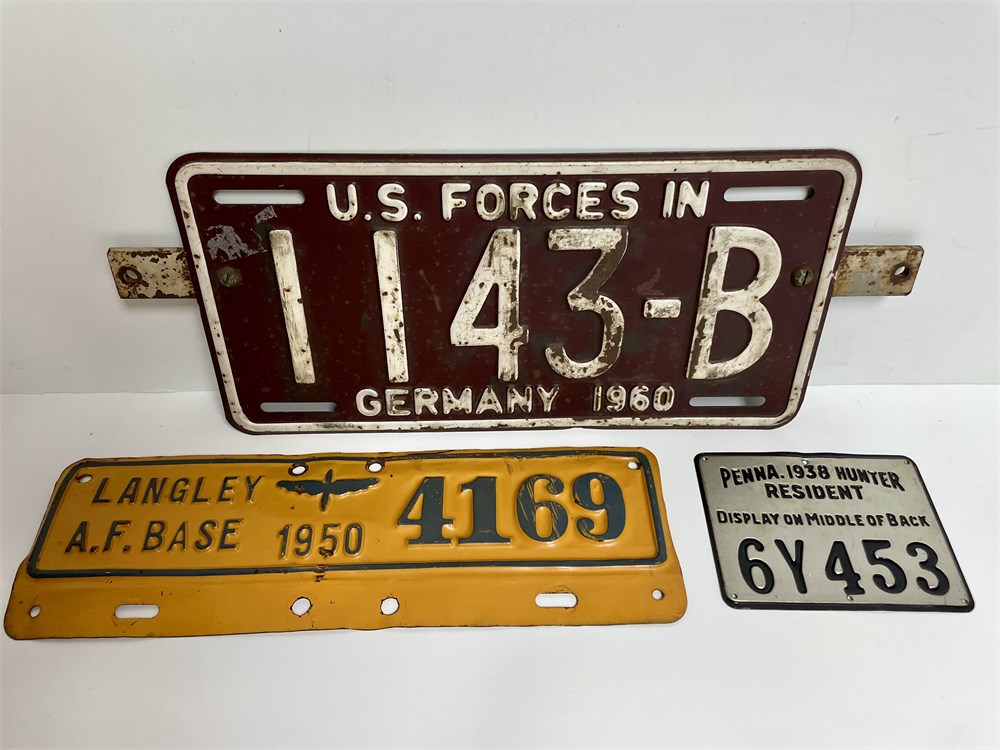 U.S. FORCES IN
1143-B
GERMANY 1960
LANGLEY
A.F. BASE 1950 4169
PENNA. 1938 HUNTER
RESIDENT
DISPLAY ON MIDDLE OF BACK
6Y453